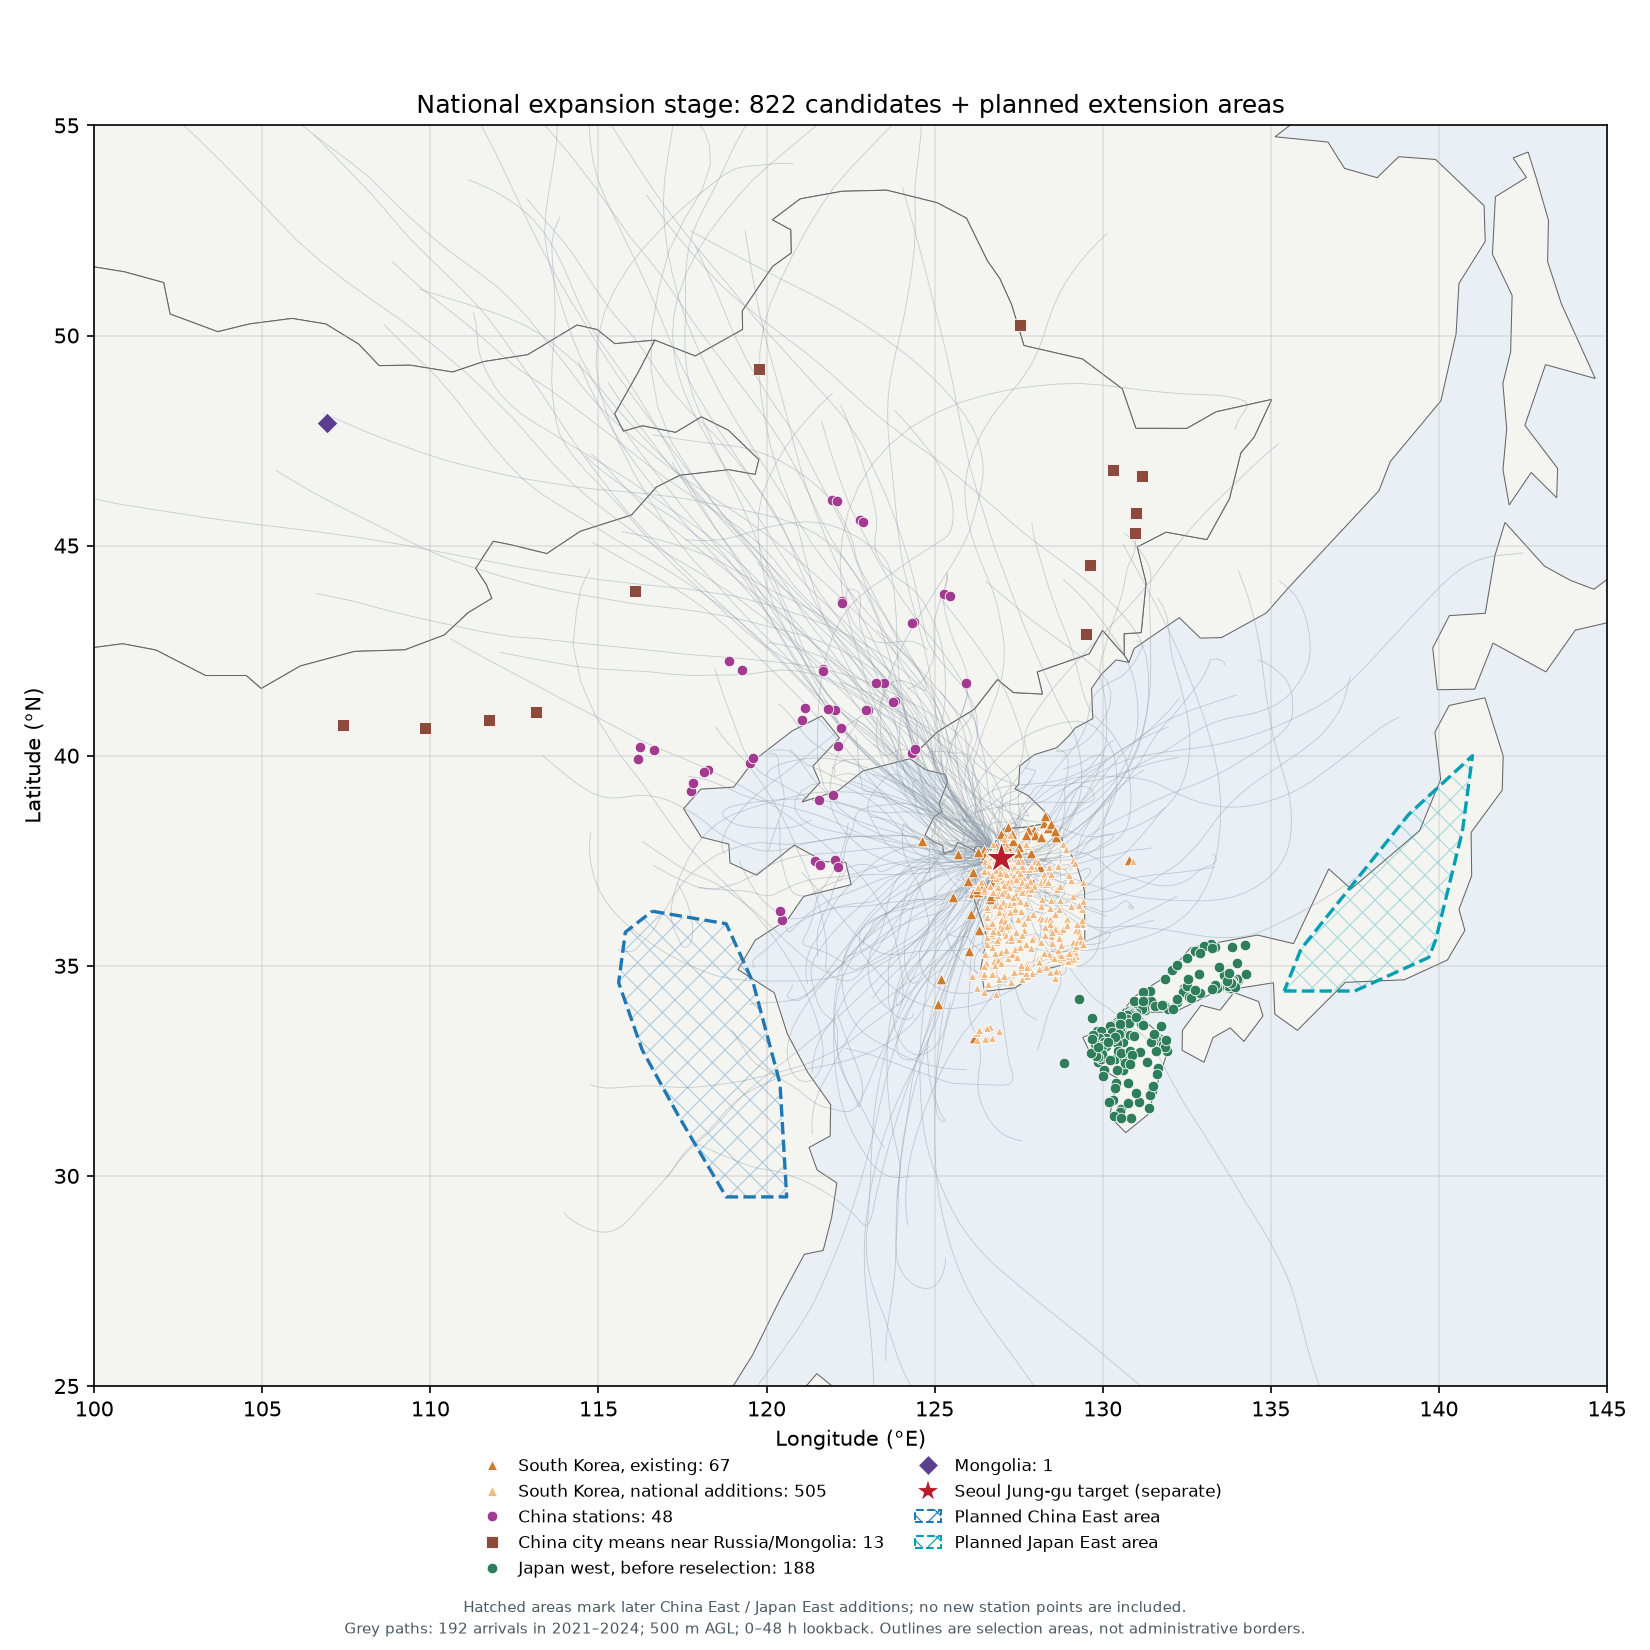 National expansion stage: 822 candidates + planned extension areas
55
50
45
40
35
30
25
Latitude (°N)
100 105 110 115 120 125 130 135 140 145
Longitude (°E)
South Korea, existing: 67
South Korea, national additions: 505
China stations: 48
China city means near Russia/Mongolia: 13
Japan west, before reselection: 188
Mongolia: 1
Seoul Jung-gu target (separate)
Planned China East area
Planned Japan East area
Hatched areas mark later China East / Japan East additions; no new station points are included.
Grey paths: 192 arrivals in 2021–2024; 500 m AGL; 0–48 h lookback. Outlines are selection areas, not administrative borders.